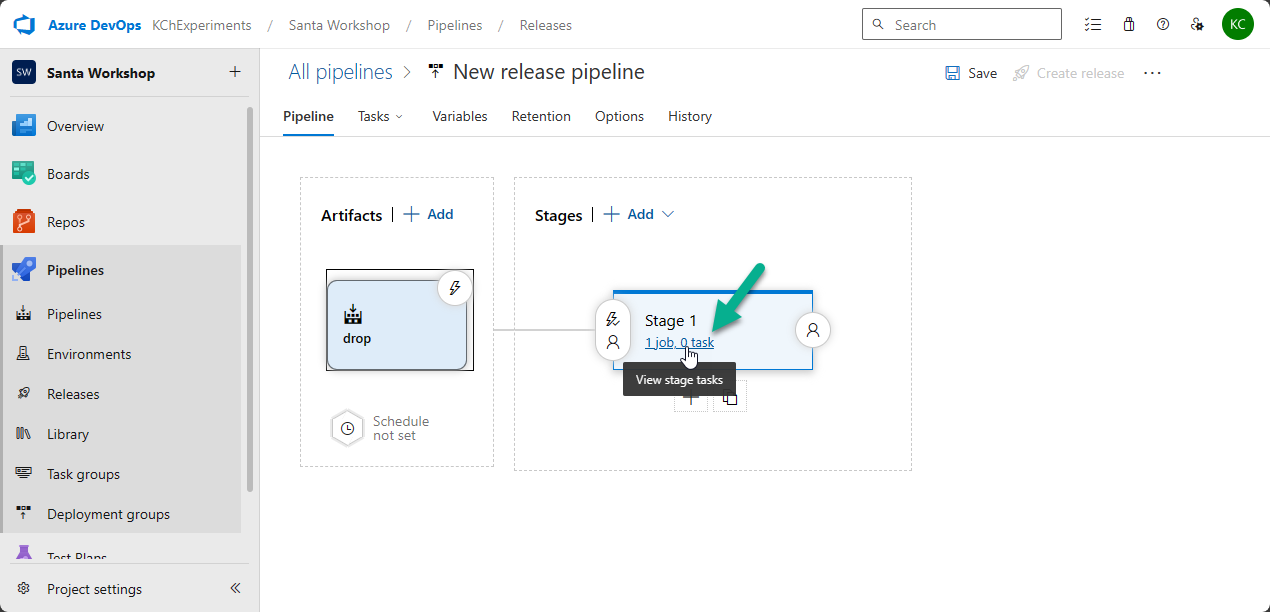 Azure DevOps KChExperiments / Santa Workshop / Pipelines / Releases
Search
KC
SW Santa Workshop +
Overview
Boards
Repos
Pipelines
Pipelines
Environments
Releases
Library
Task groups
Deployment groups
Test Plans
Project settings
All pipelines > New release pipeline
Save
Create release
Pipeline Tasks Variables Retention Options History
Artifacts | + Add
drop
Schedule
not set
Stages | + Add
Stage 1
1 job, 0 task
View stage tasks